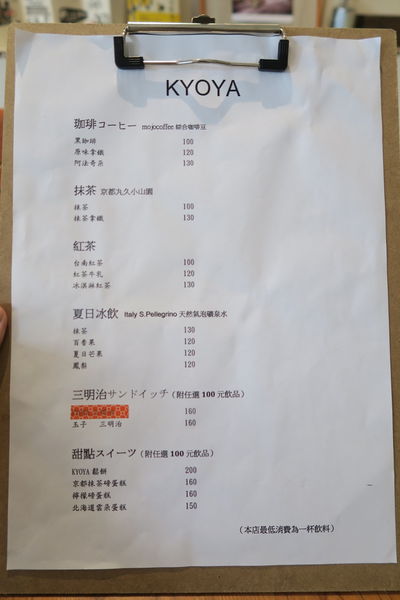 KYOYA
珈琲コーヒー mojocoffee 綜合咖啡豆
黑咖啡 100
原味拿鐵 120
阿法奇朵 130
抹茶 京都丸久小山園
抹茶 100
抹茶拿鐵 130
紅茶
台南紅茶 100
紅茶牛乳 120
冰淇淋紅茶 130
夏日冰飲 Italy S.Pellegrino 天然氣泡礦泉水
抹茶 130
百香果 120
夏日芒果 120
鳳梨 120
三明治サンドイッチ (附任選 100 元飲品)
160
玉子 三明治 160
甜點スイーツ (附任選 100 元飲品)
KYOYA 鬆餅 200
京都抹茶磅蛋糕 160
檸檬磅蛋糕 160
北海道雲朵蛋糕 150
(本店最低消費為一杯飲料)